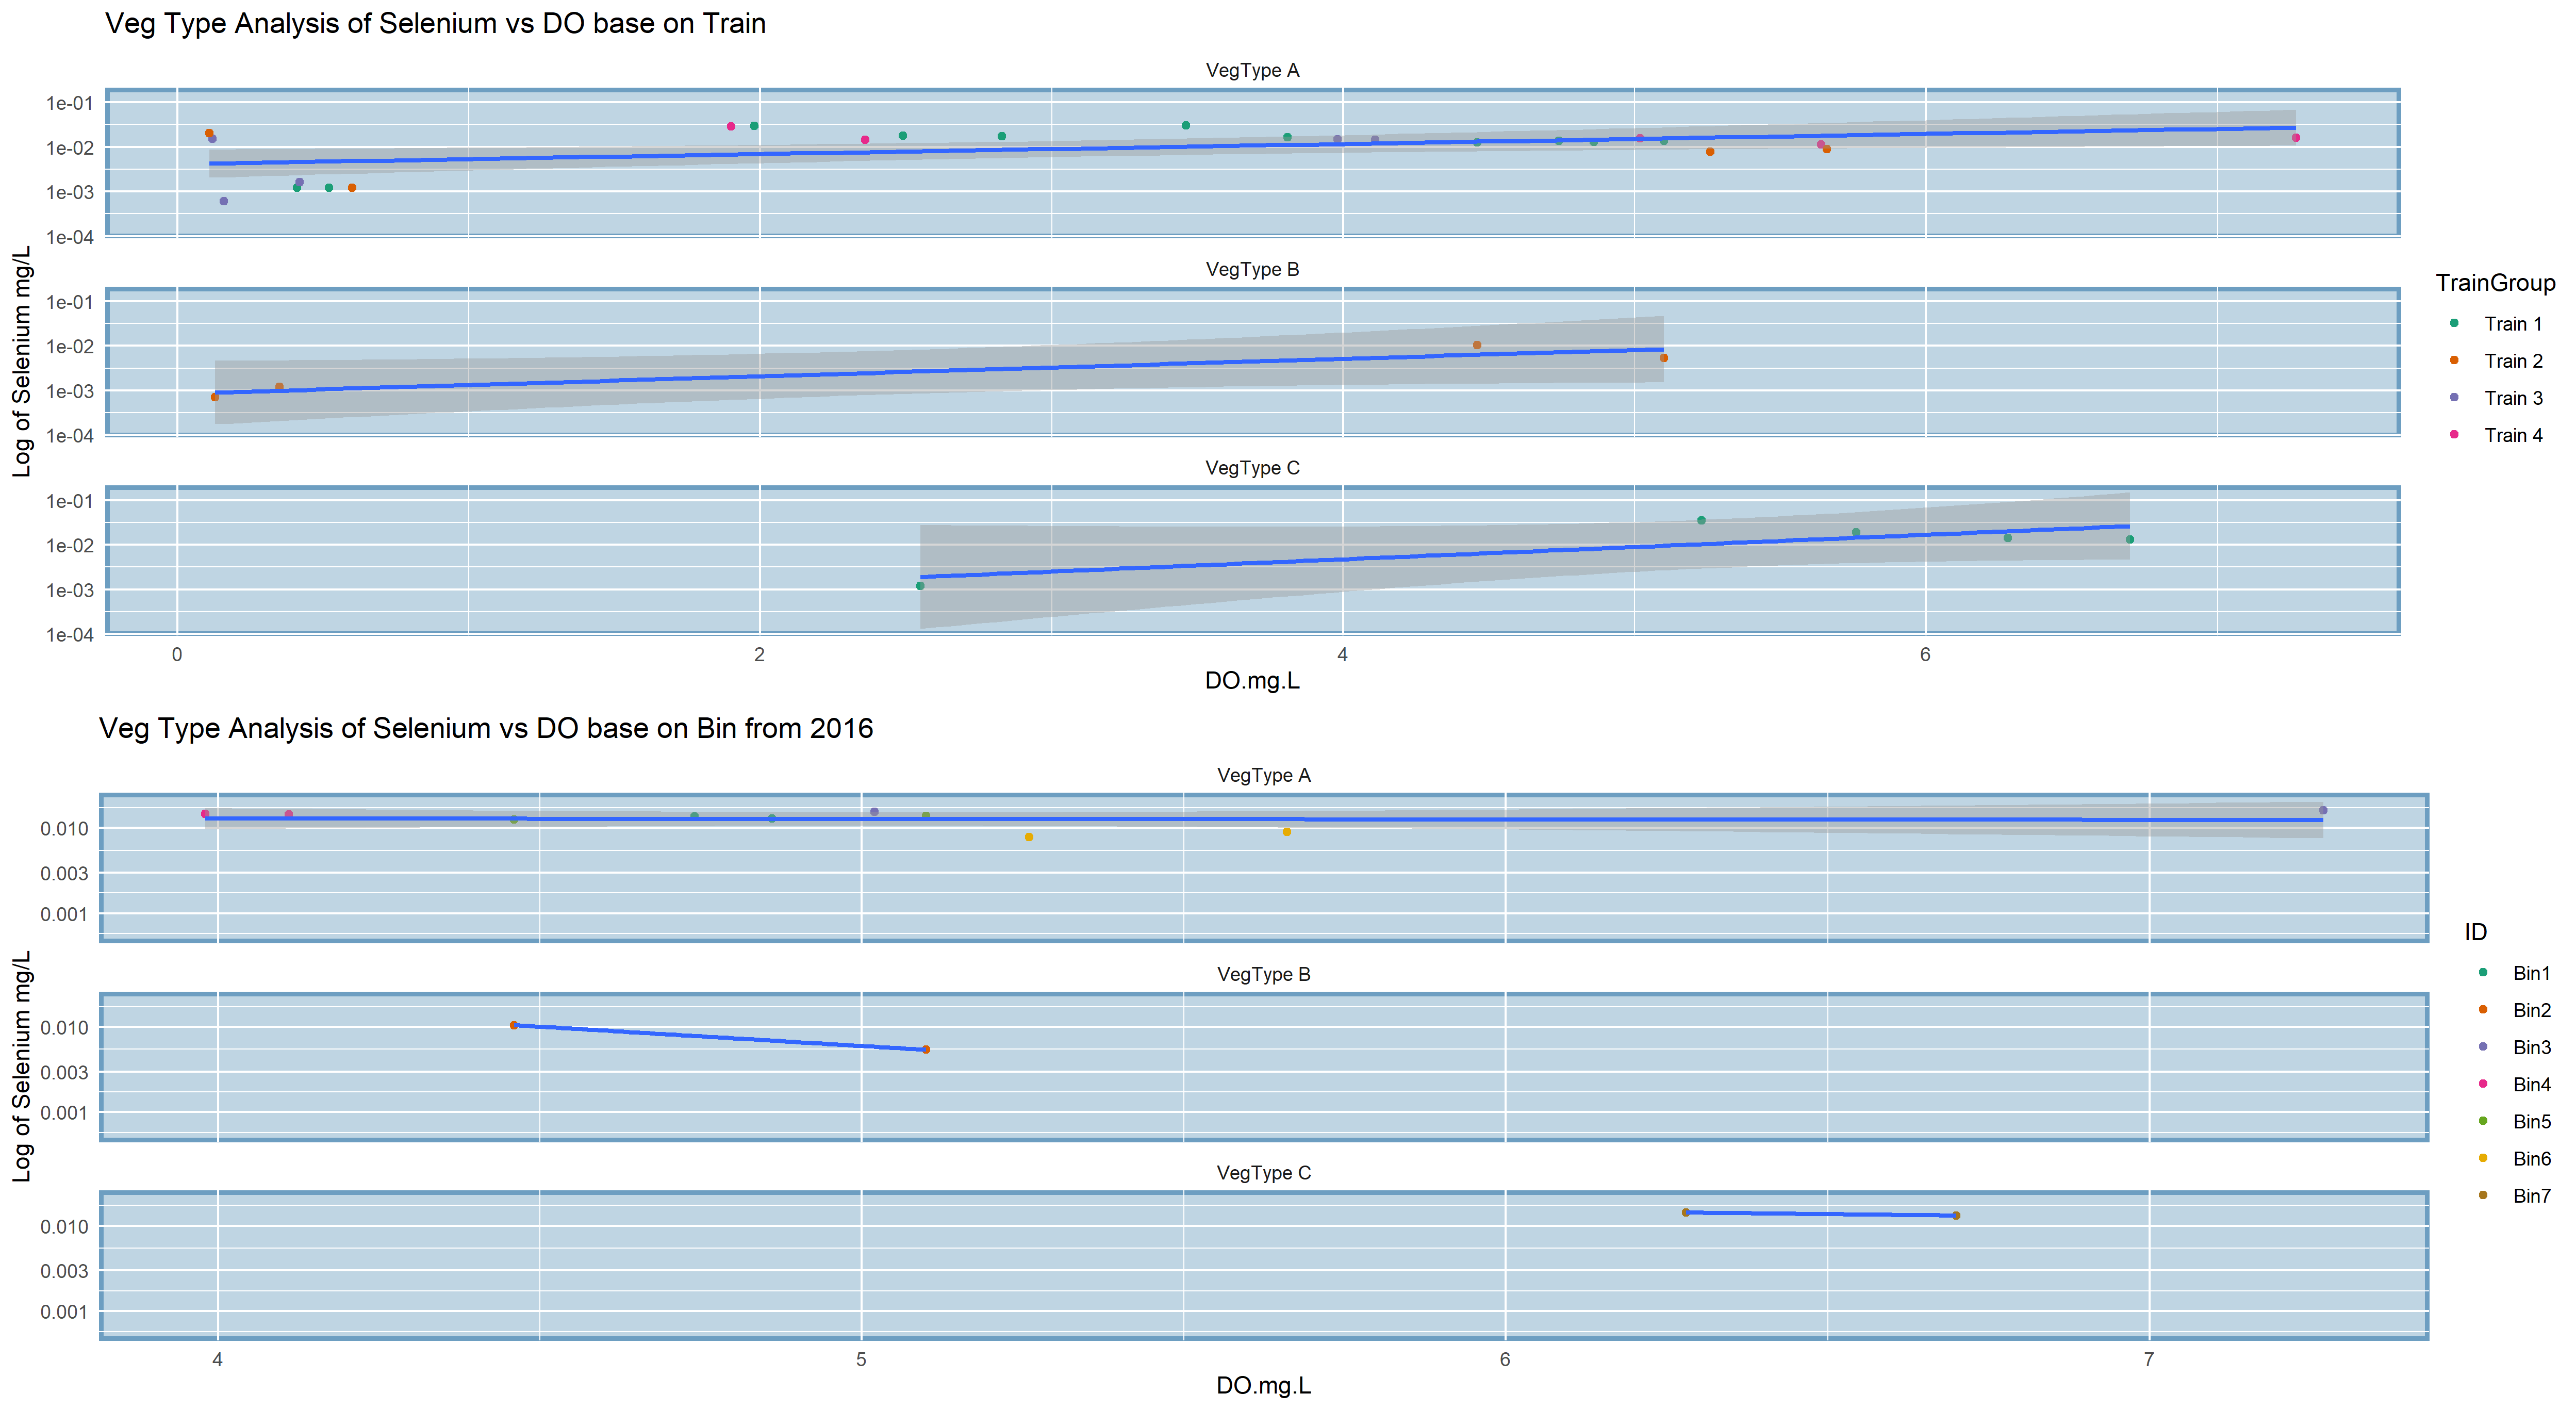 Veg Type Analysis of Selenium vs DO base on Train
VegType A
1e-01
1e-02
1e-03
1e-04
VegType B
1e-01
1e-02
1e-03
1e-04
VegType C
1e-01
1e-02
1e-03
1e-04
Log of Selenium mg/L
0 2 4 6
DO.mg.L
TrainGroup
Train 1
Train 2
Train 3
Train 4
Veg Type Analysis of Selenium vs DO base on Bin from 2016
VegType A
0.010
0.003
0.001
VegType B
0.010
0.003
0.001
VegType C
0.010
0.003
0.001
Log of Selenium mg/L
4 5 6 7
DO.mg.L
ID
Bin1
Bin2
Bin3
Bin4
Bin5
Bin6
Bin7